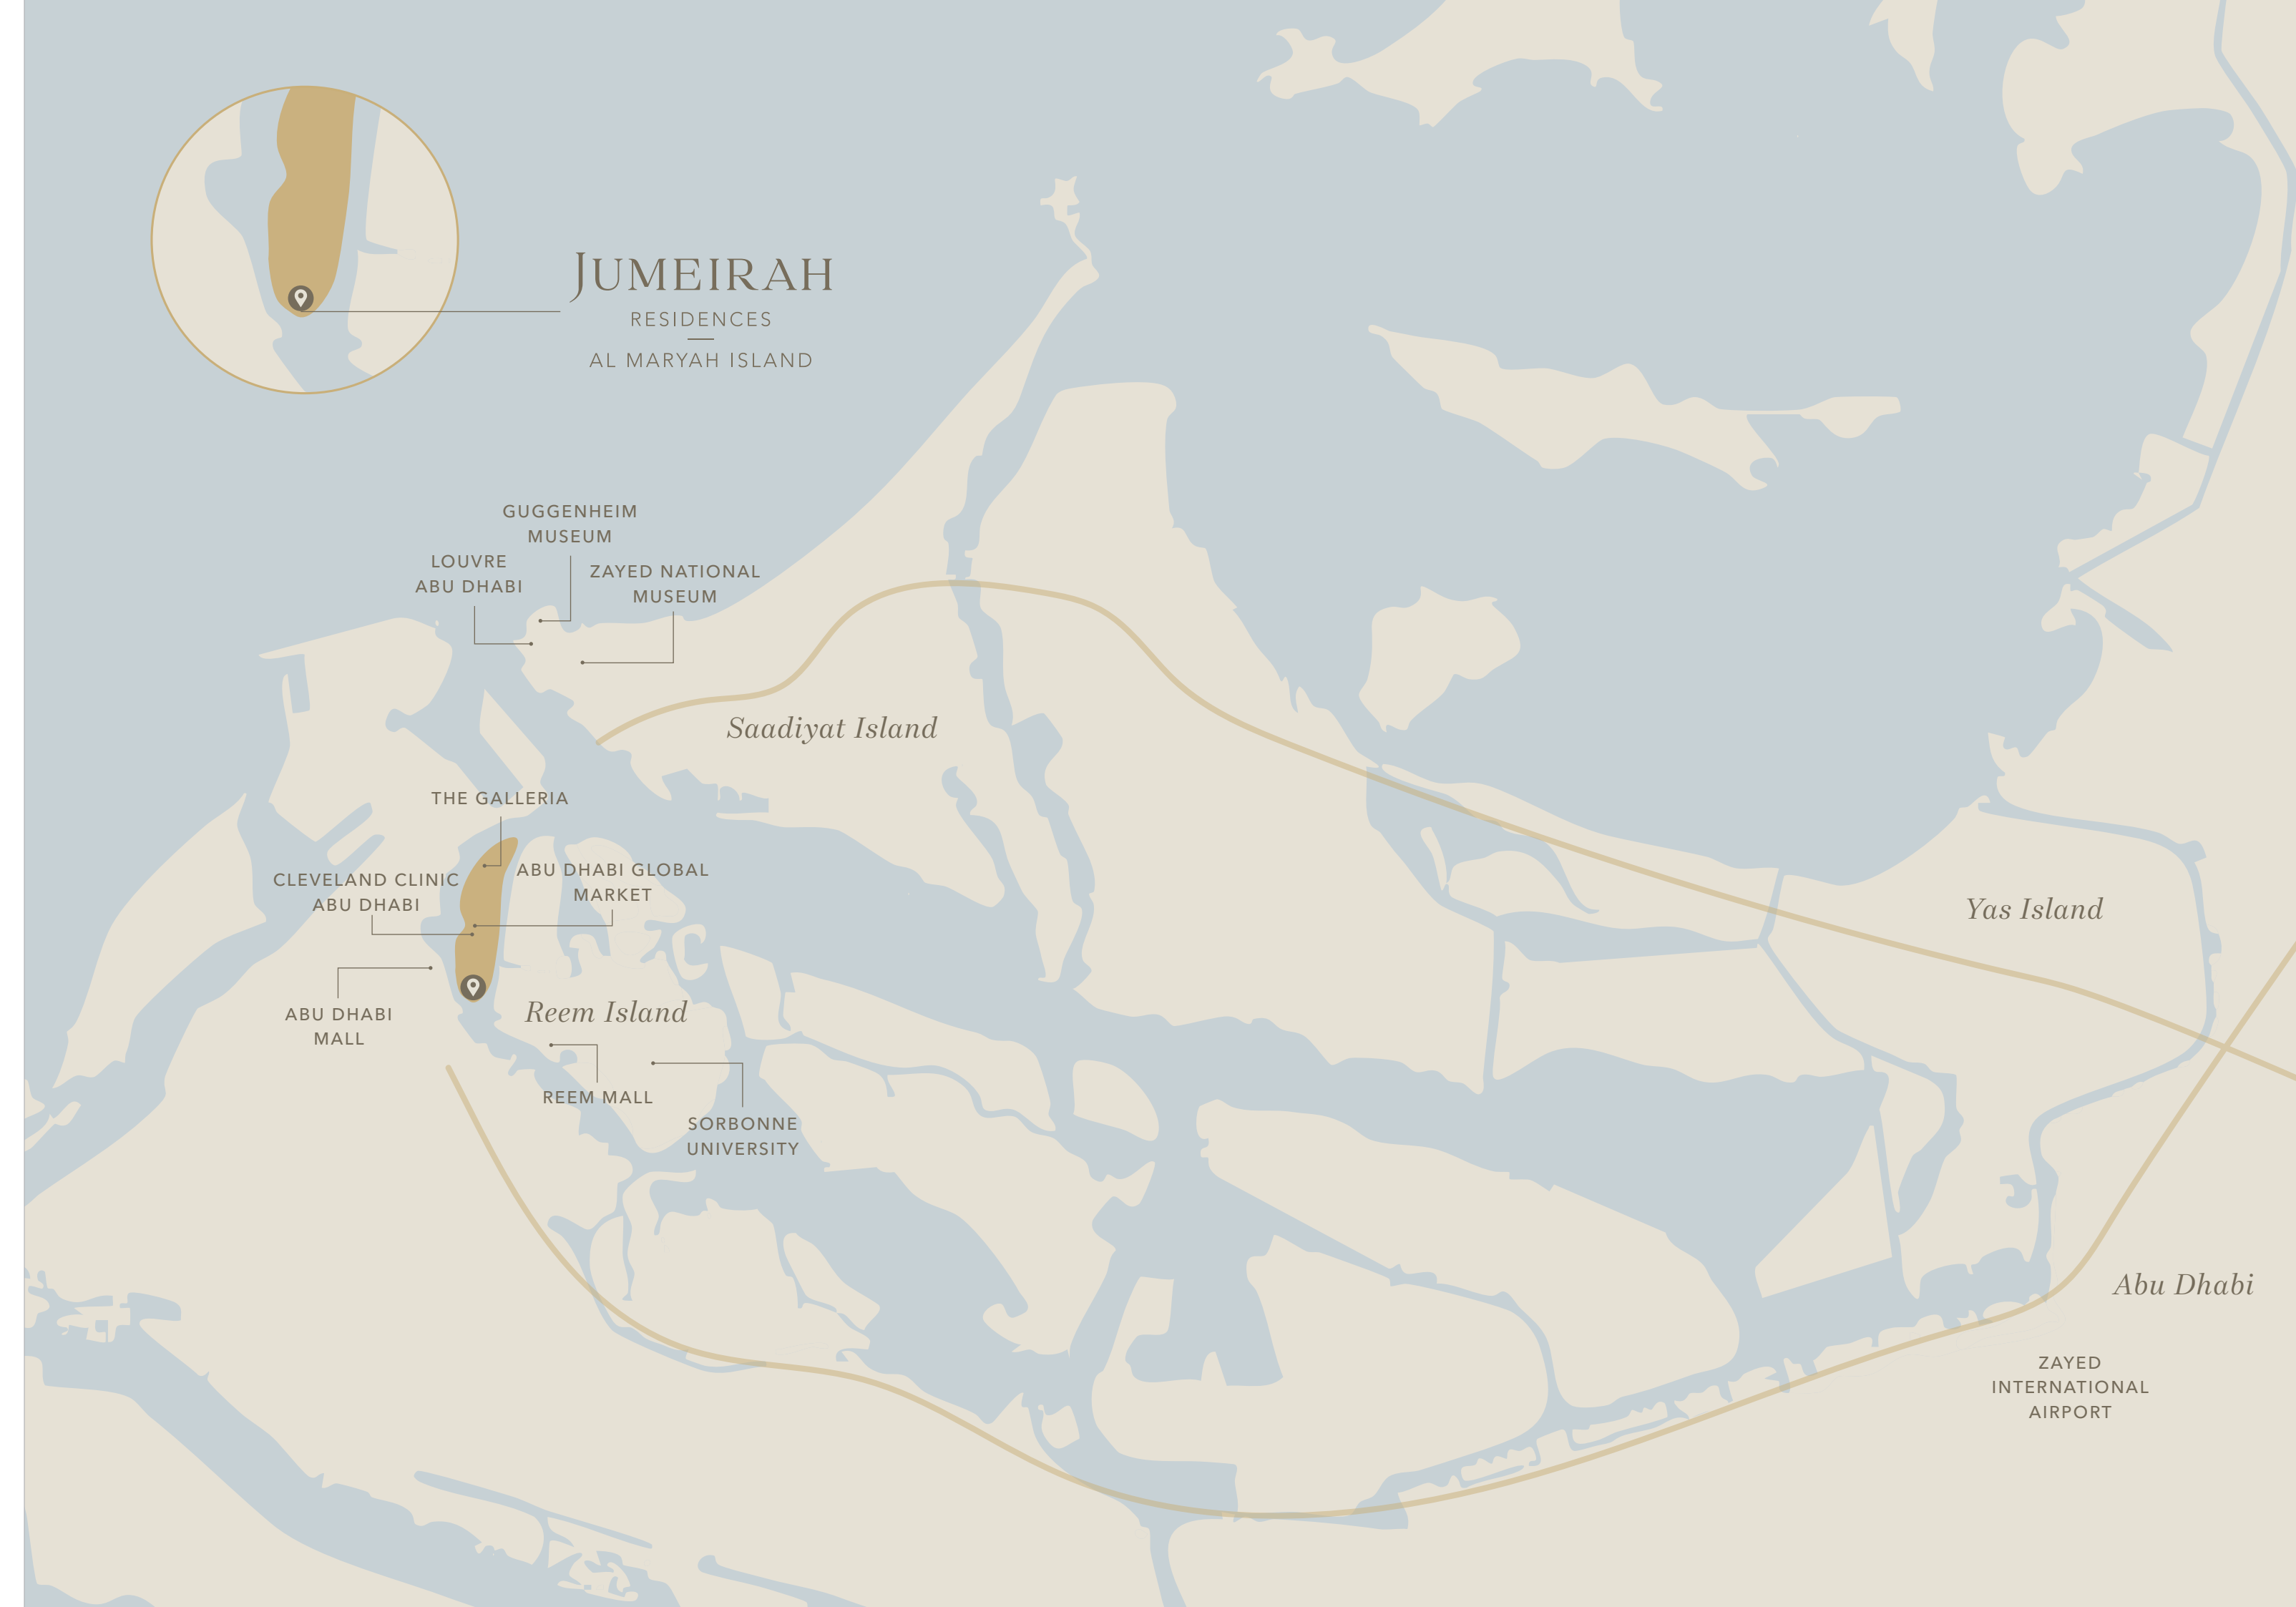 JUMEIRAH
RESIDENCES
AL MARYAH ISLAND
GUGGENHEIM
MUSEUM
LOUVRE
ABU DHABI
ZAYED NATIONAL
MUSEUM
Saadiyat Island
THE GALLERIA
CLEVELAND CLINIC
ABU DHABI
ABU DHABI GLOBAL
MARKET
Yas Island
ABU DHABI
MALL
Reem Island
REEM MALL
SORBONNE
UNIVERSITY
Abu Dhabi
ZAYED
INTERNATIONAL
AIRPORT